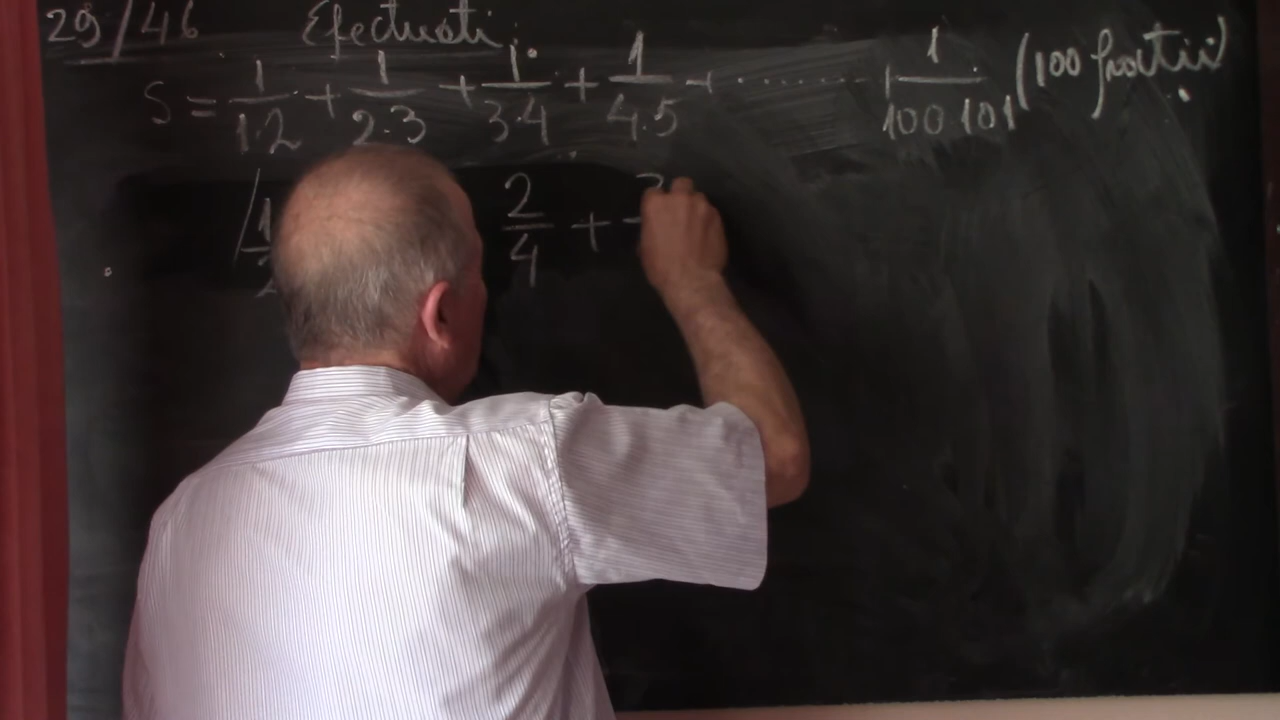 29/46 Efectuati
S = 1/1·2 + 1/2·3 + 1/3·4 + 1/4·5 + ......... 1/100 101 (100 fractii)
1/2 2/4 +